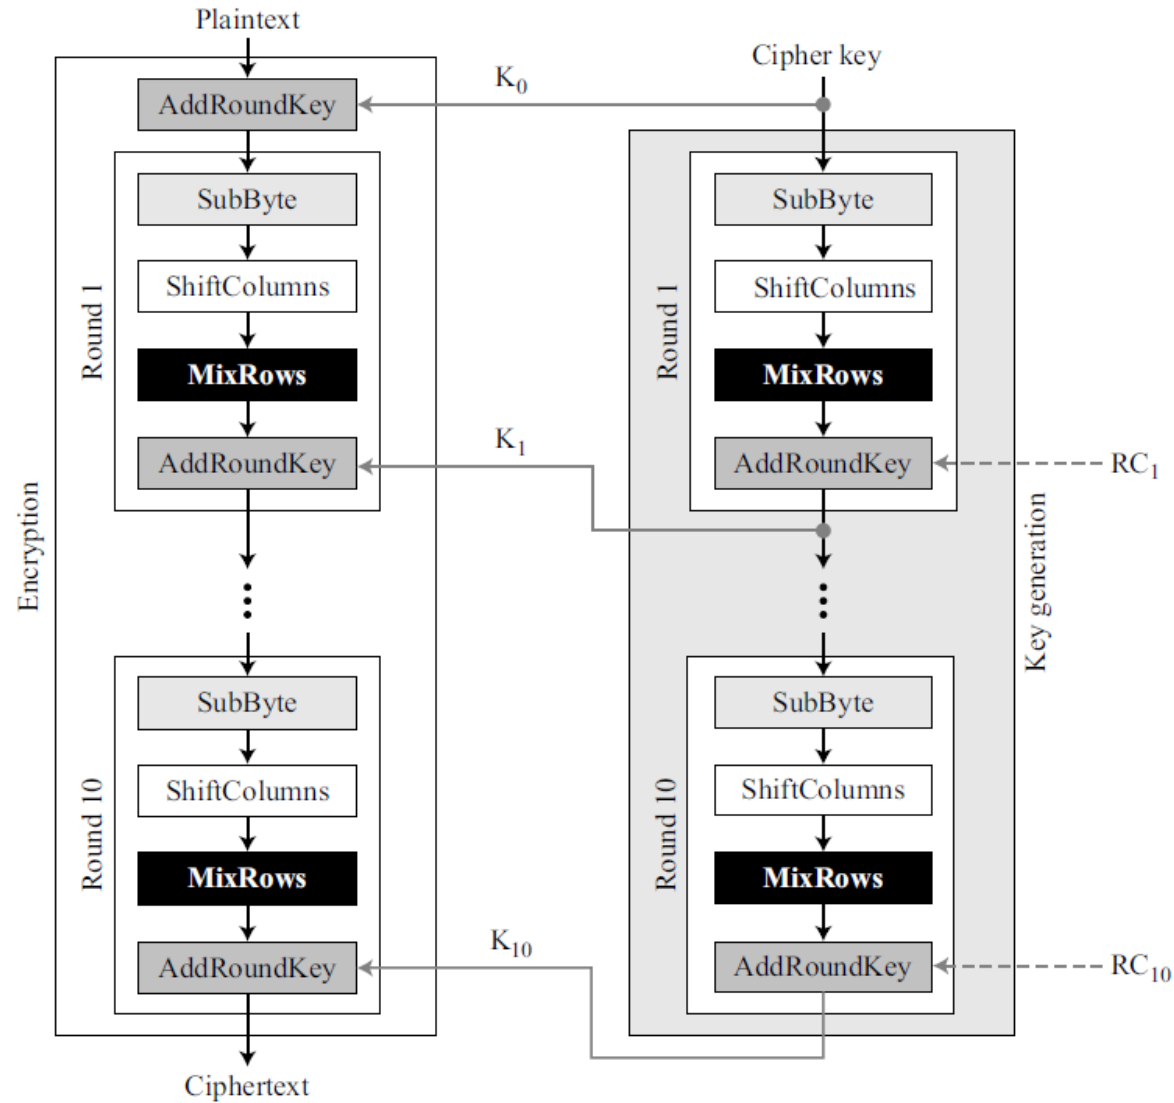 Plaintext
Cipher key
K0
AddRoundKey
SubByte
ShiftColumns
MixRows
AddRoundKey
Round 1
SubByte
ShiftColumns
MixRows
AddRoundKey
Round 1
K1
RC1
Encryption
Key generation
SubByte
ShiftColumns
MixRows
AddRoundKey
Round 10
SubByte
ShiftColumns
MixRows
AddRoundKey
Round 10
K10
RC10
Ciphertext